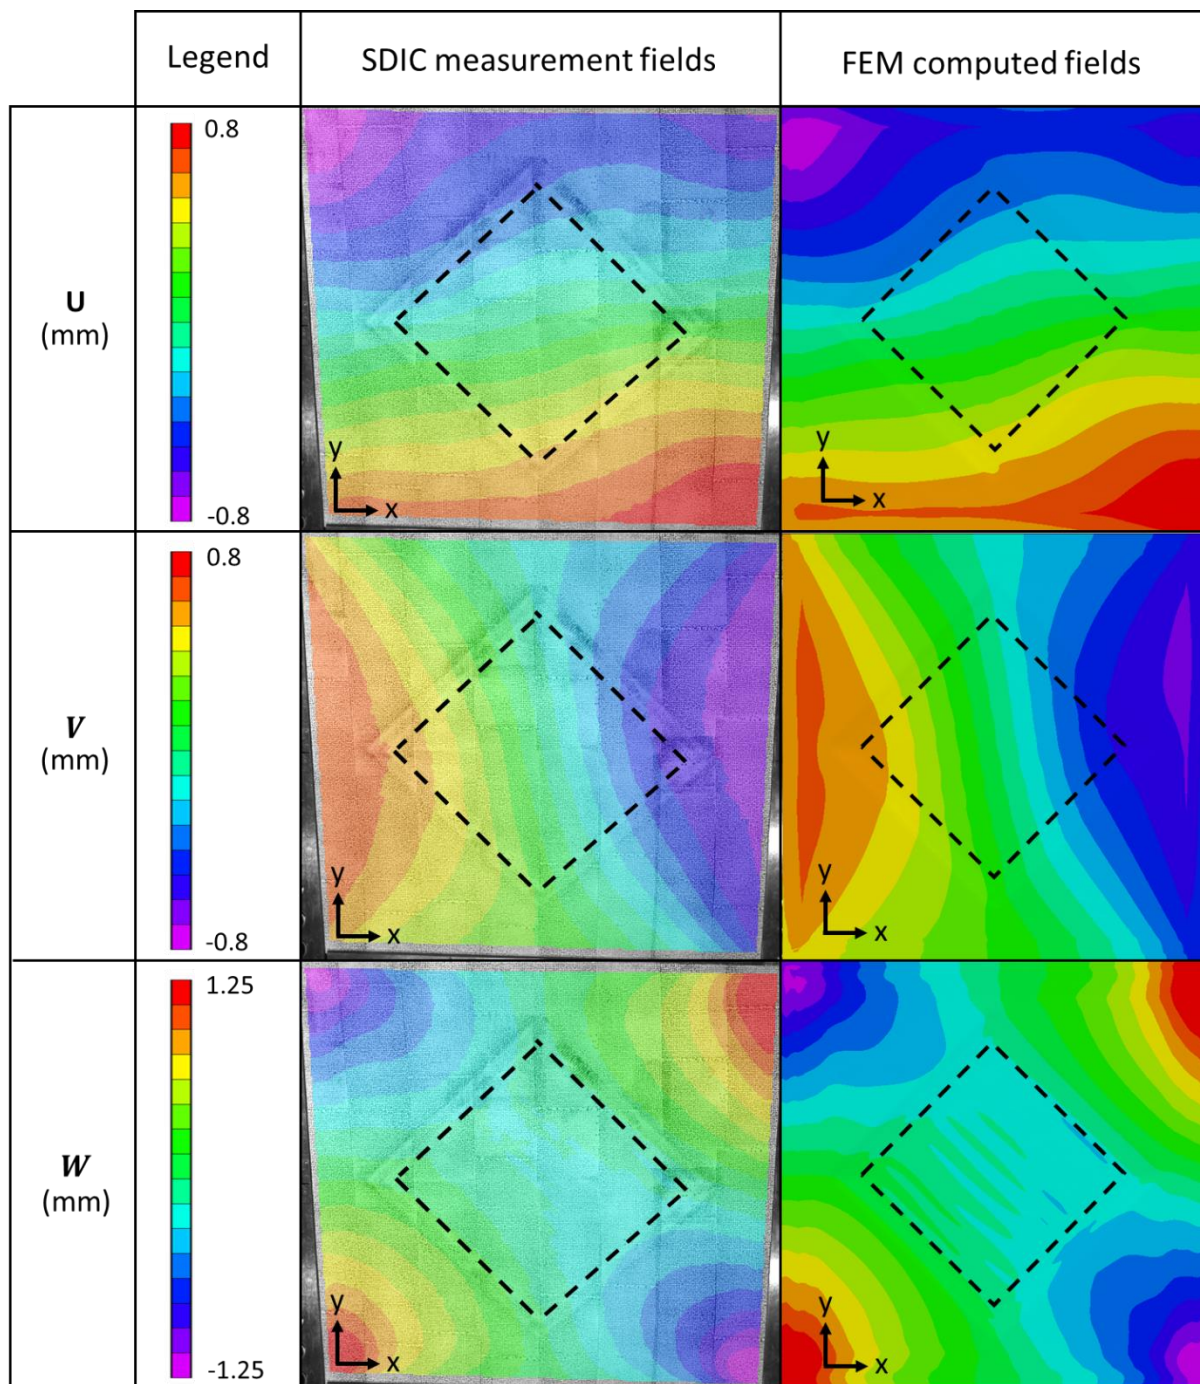 Legend
SDIC measurement fields
FEM computed fields
U
(mm)
0.8
-0.8
y
x
y
x
V
(mm)
0.8
-0.8
y
x
y
x
W
(mm)
1.25
-1.25
y
x
y
x